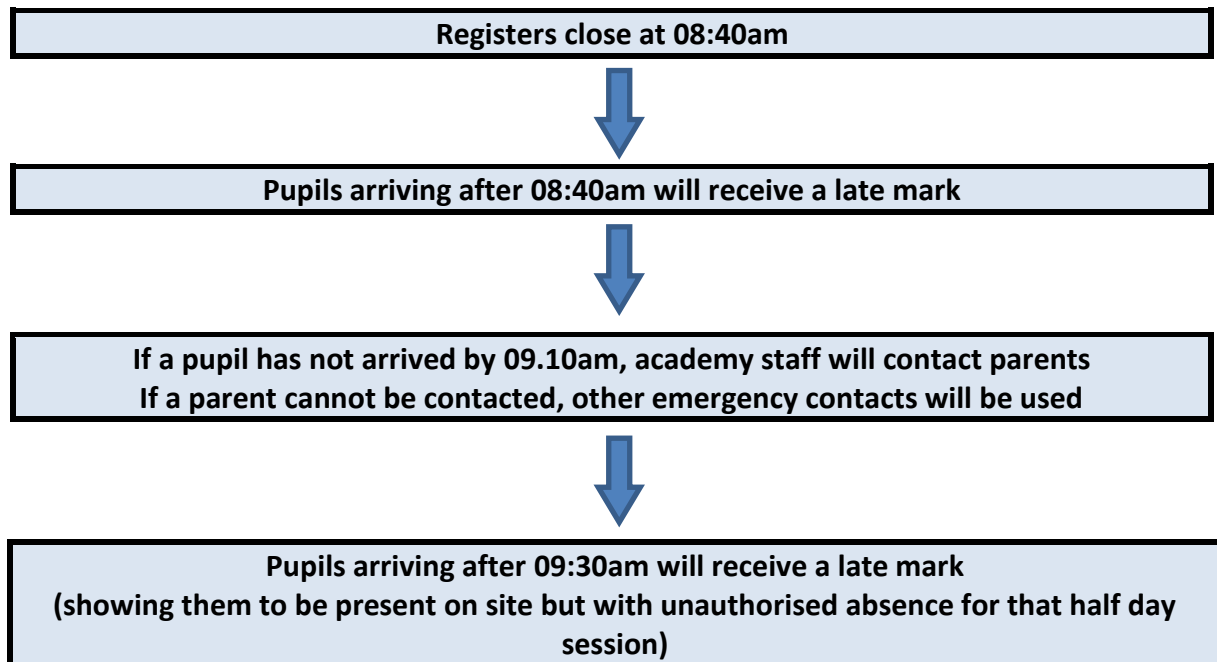 Registers close at 08:40am
Pupils arriving after 08:40am will receive a late mark
If a pupil has not arrived by 09.10am, academy staff will contact parents
If a parent cannot be contacted, other emergency contacts will be used
Pupils arriving after 09:30am will receive a late mark
(showing them to be present on site but with unauthorised absence for that half day
session)